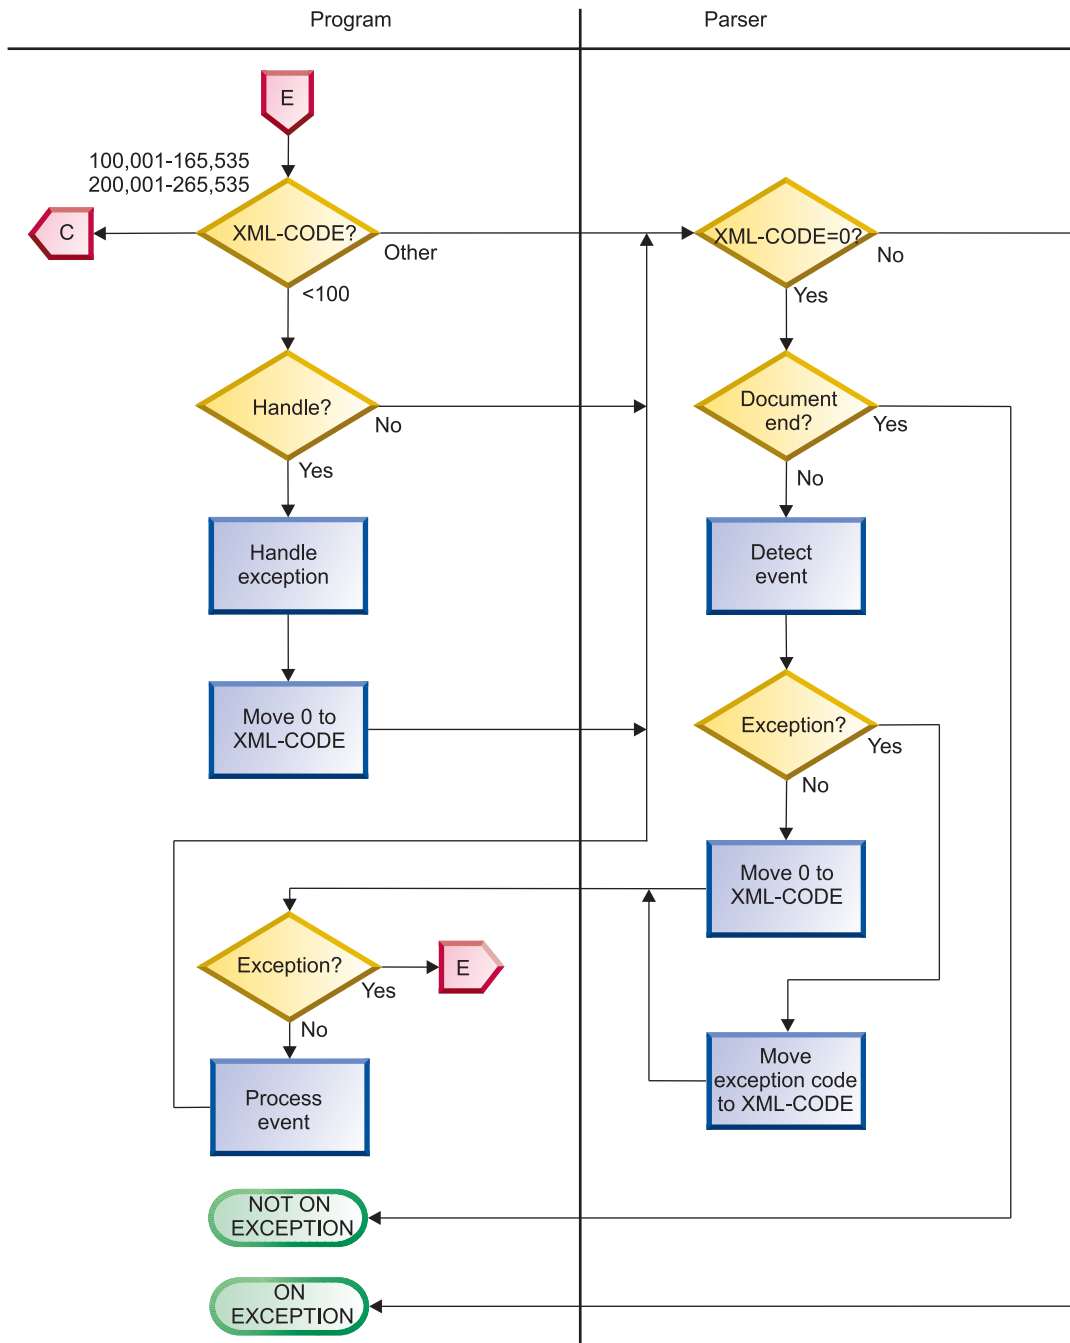 Program
Parser
E
100,001-165,535
200,001-265,535
C
XML-CODE?
Other
<100
XML-CODE=0?
No
Yes
Handle?
No
Yes
Document
end?
Yes
No
Handle
exception
Detect
event
Move 0 to
XML-CODE
Exception?
Yes
No
Move 0 to
XML-CODE
Exception?
Yes
No
E
Process
event
Move
exception code
to XML-CODE
NOT ON
EXCEPTION
ON
EXCEPTION